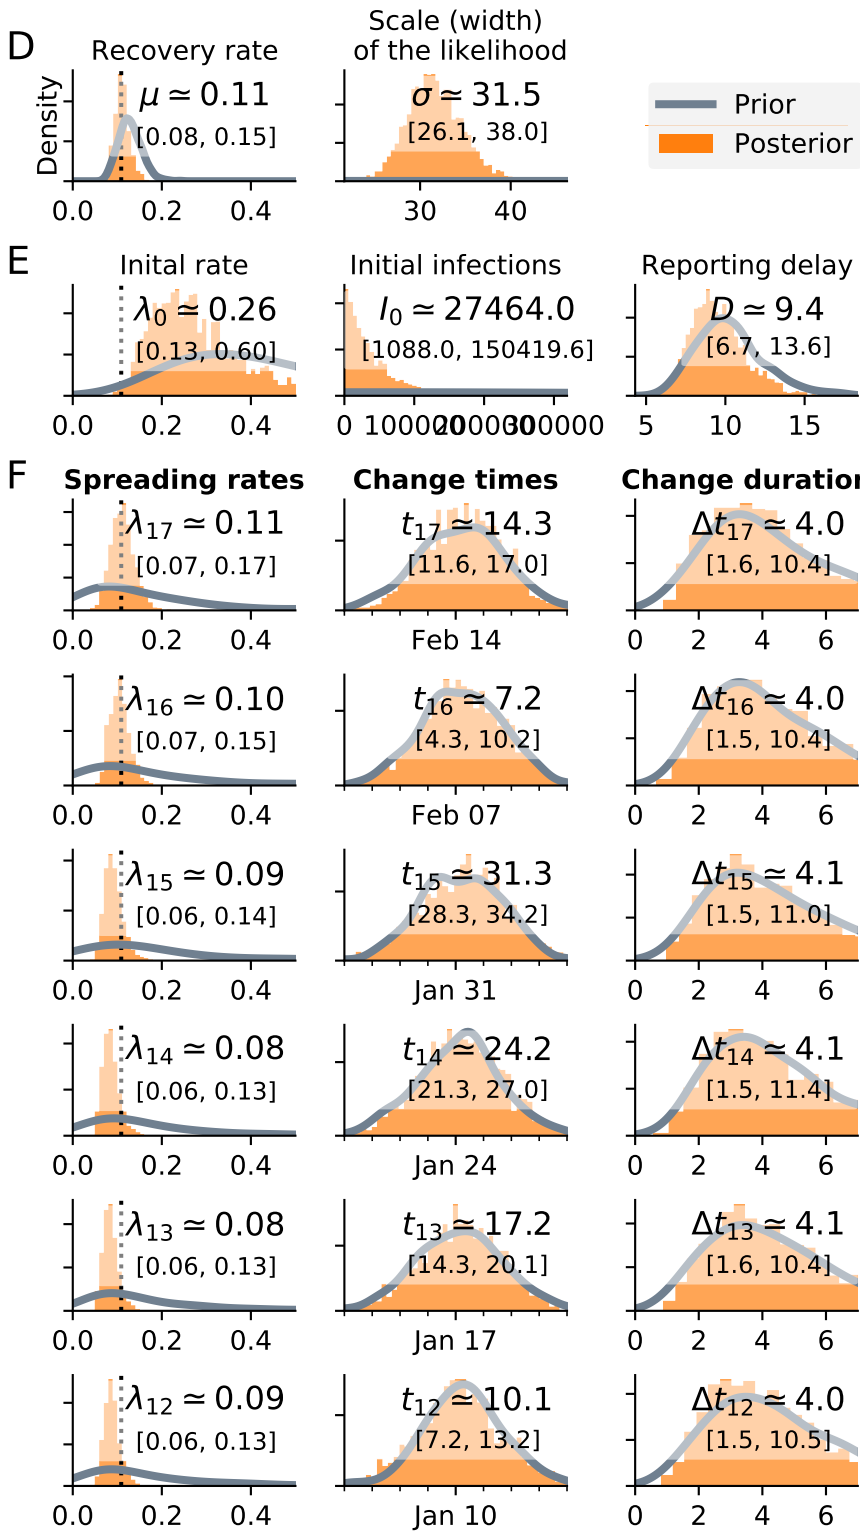 D
Recovery rate
Density
μ ≃ 0.11
[0.08, 0.15]
0.0 0.2 0.4
Scale (width)
of the likelihood
σ ≃ 31.5
[26.1, 38.0]
30 40
Prior
Posterior
E
Inital rate
λ0 ≃ 0.26
[0.13, 0.60]
0.0 0.2 0.4
Initial infections
I0 ≃ 27464.0
[1088.0, 150419.6]
0 100000 200000 300000
Reporting delay
D ≃ 9.4
[6.7, 13.6]
5 10 15
F
Spreading rates
Change times
Change duration
λ17 ≃ 0.11
[0.07, 0.17]
0.0 0.2 0.4
t17 ≃ 14.3
[11.6, 17.0]
Feb 14
Δt17 ≃ 4.0
[1.6, 10.4]
0 2 4 6
λ16 ≃ 0.10
[0.07, 0.15]
0.0 0.2 0.4
t16 ≃ 7.2
[4.3, 10.2]
Feb 07
Δt16 ≃ 4.0
[1.5, 10.4]
0 2 4 6
λ15 ≃ 0.09
[0.06, 0.14]
0.0 0.2 0.4
t15 ≃ 31.3
[28.3, 34.2]
Jan 31
Δt15 ≃ 4.1
[1.5, 11.0]
0 2 4 6
λ14 ≃ 0.08
[0.06, 0.13]
0.0 0.2 0.4
t14 ≃ 24.2
[21.3, 27.0]
Jan 24
Δt14 ≃ 4.1
[1.5, 11.4]
0 2 4 6
λ13 ≃ 0.08
[0.06, 0.13]
0.0 0.2 0.4
t13 ≃ 17.2
[14.3, 20.1]
Jan 17
Δt13 ≃ 4.1
[1.6, 10.4]
0 2 4 6
λ12 ≃ 0.09
[0.06, 0.13]
0.0 0.2 0.4
t12 ≃ 10.1
[7.2, 13.2]
Jan 10
Δt12 ≃ 4.0
[1.5, 10.5]
0 2 4 6